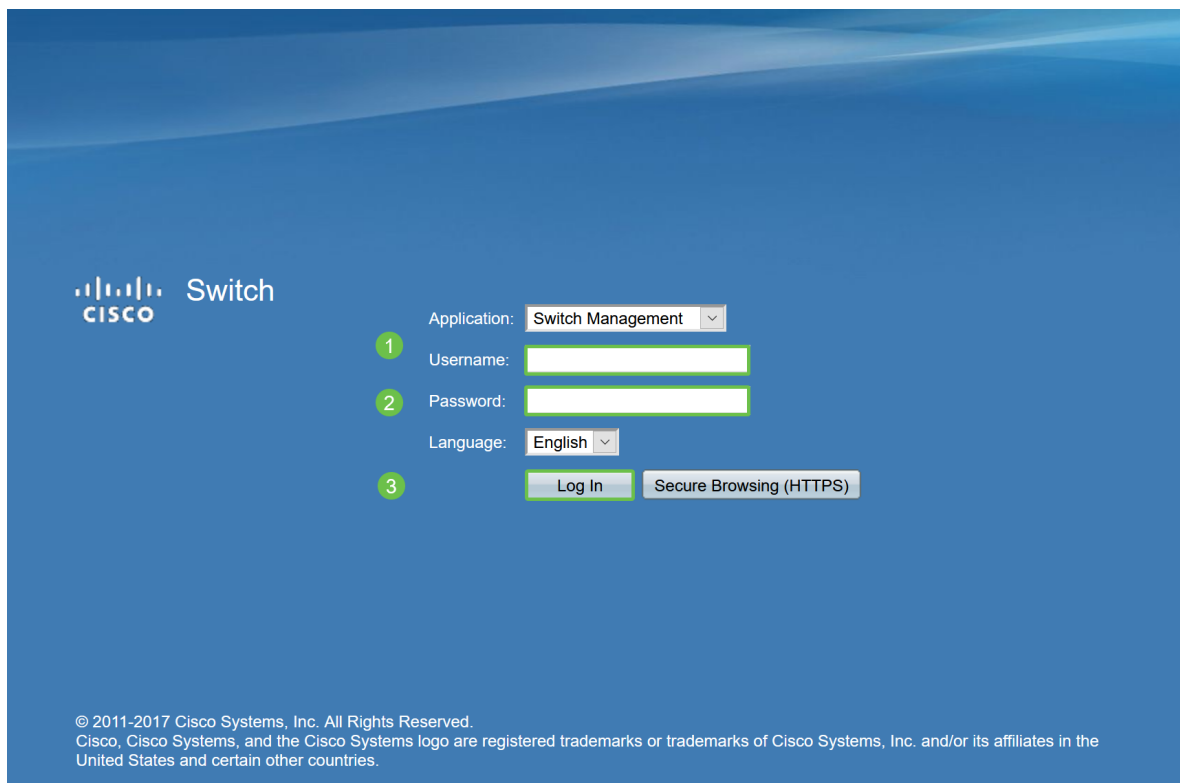 CISCO
Switch
Application: Switch Management
1
Username:
2 Password:
Language: English
3 Log In Secure Browsing (HTTPS)
© 2011-2017 Cisco Systems, Inc. All Rights Reserved.
Cisco, Cisco Systems, and the Cisco Systems logo are registered trademarks or trademarks of Cisco Systems, Inc. and/or its affiliates in the
United States and certain other countries.